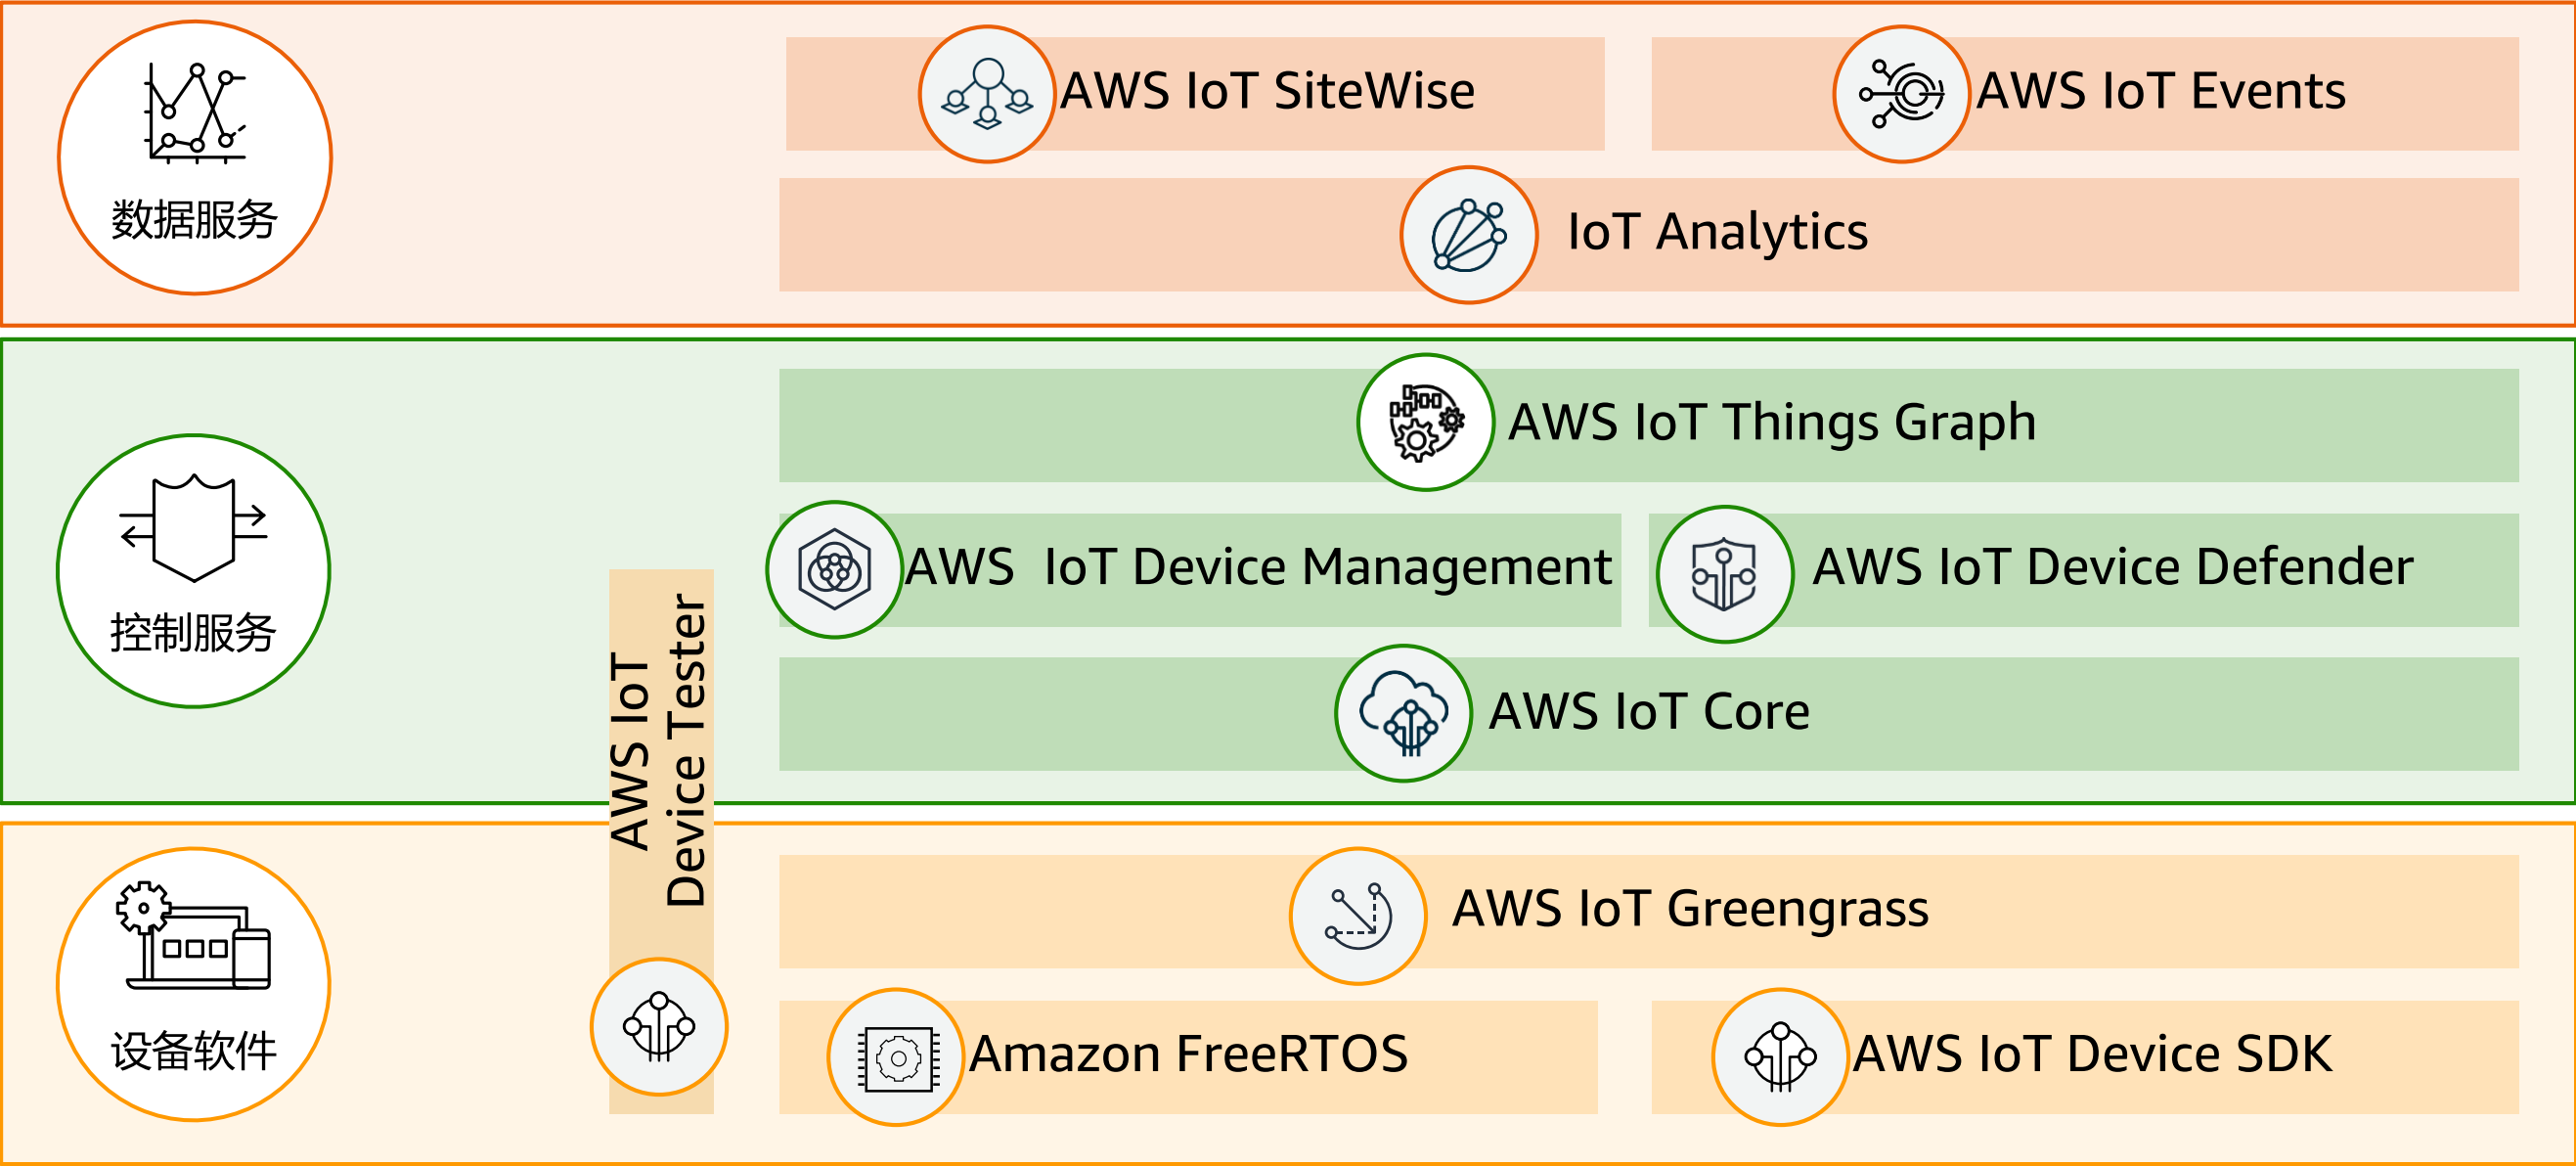 数据服务
AWS IoT SiteWise
AWS IoT Events
IoT Analytics
控制服务
AWS IoT Things Graph
AWS IoT Device Management
AWS IoT Device Defender
AWS IoT Core
AWS IoT
Device Tester
设备软件
AWS IoT Greengrass
Amazon FreeRTOS
AWS IoT Device SDK